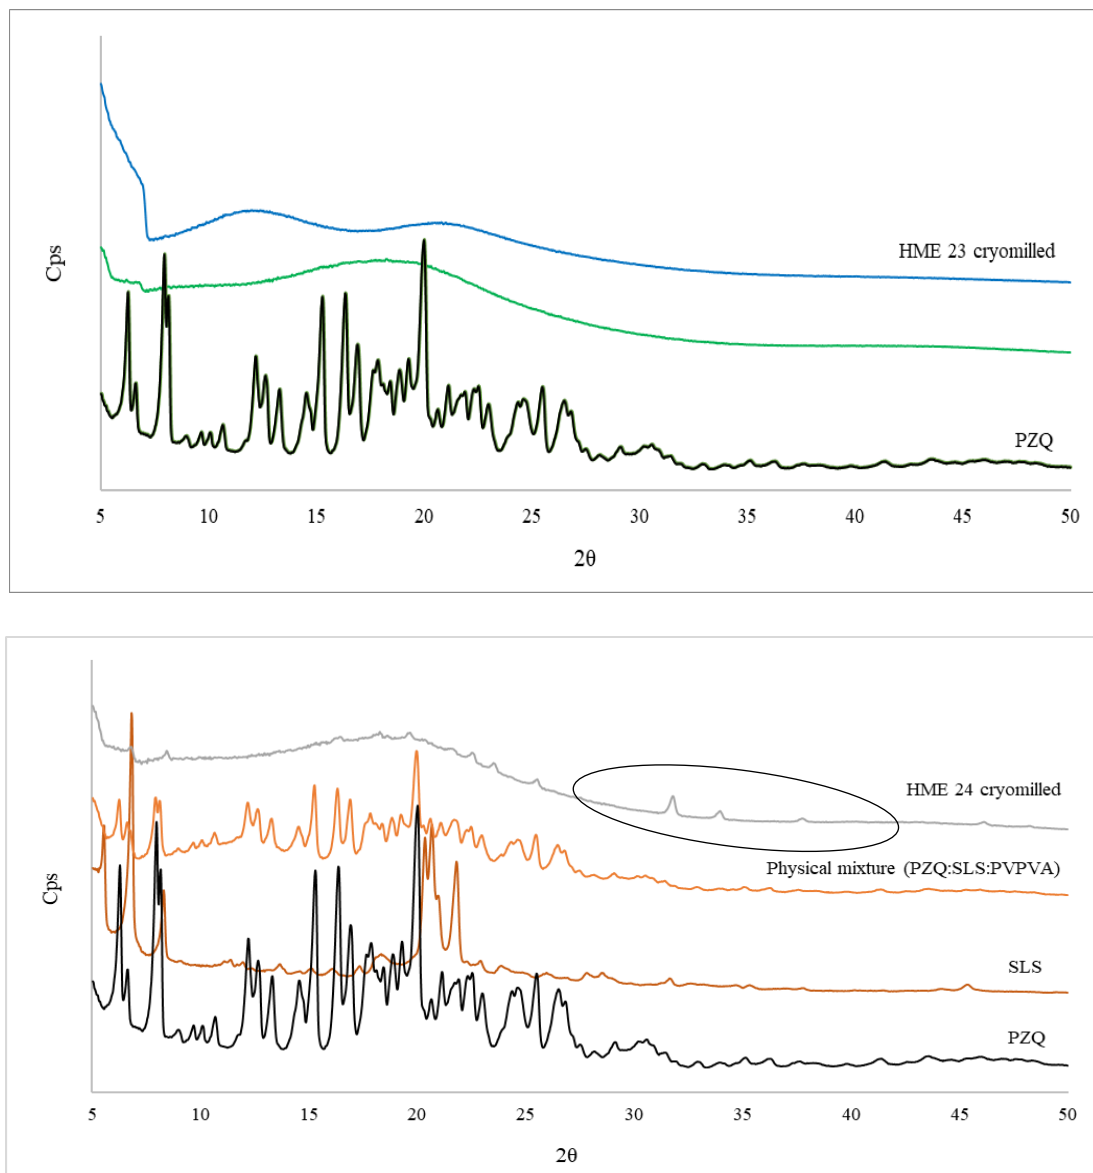 Cps
HME 23 cryomilled
PZQ
5 10 15 20 25 30 35 40 45 50
2θ
Cps
HME 24 cryomilled
Physical mixture (PZQ:SLS:PVPVA)
SLS
PZQ
5 10 15 20 25 30 35 40 45 50
2θ